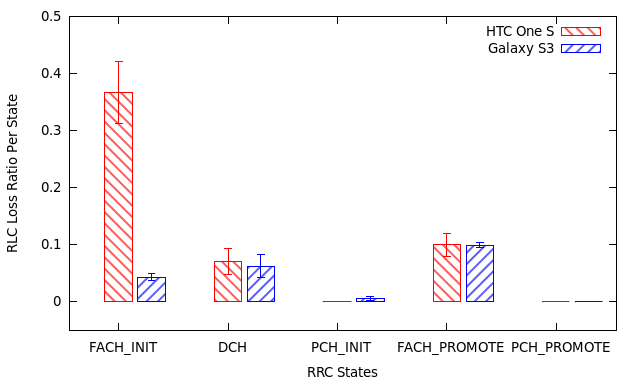 HTC One S
Galaxy S3
RLC Loss Ratio Per State
0.5
0.4
0.3
0.2
0.1
0
FACH_INIT DCH PCH_INIT FACH_PROMOTE PCH_PROMOTE
RRC States